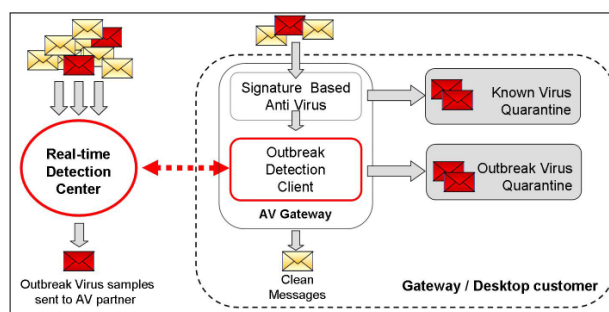 Signature Based
Anti Virus
Known Virus
Quarantine
Real-time
Detection
Center
Outbreak
Detection
Client
Outbreak Virus
Quarantine
AV Gateway
Outbreak Virus samples
sent to AV partner
Clean
Messages
Gateway / Desktop customer